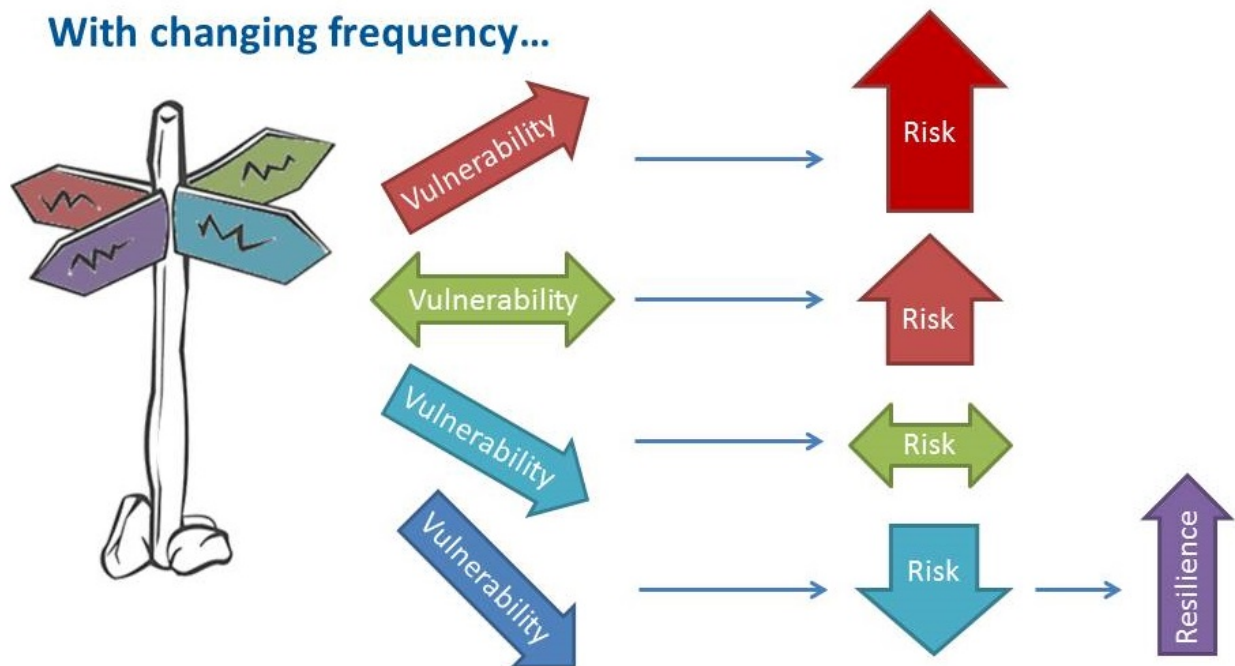 With changing frequency...
Vulnerability
Risk
Vulnerability
Risk
Vulnerability
Risk
Vulnerability
Risk
Resilience